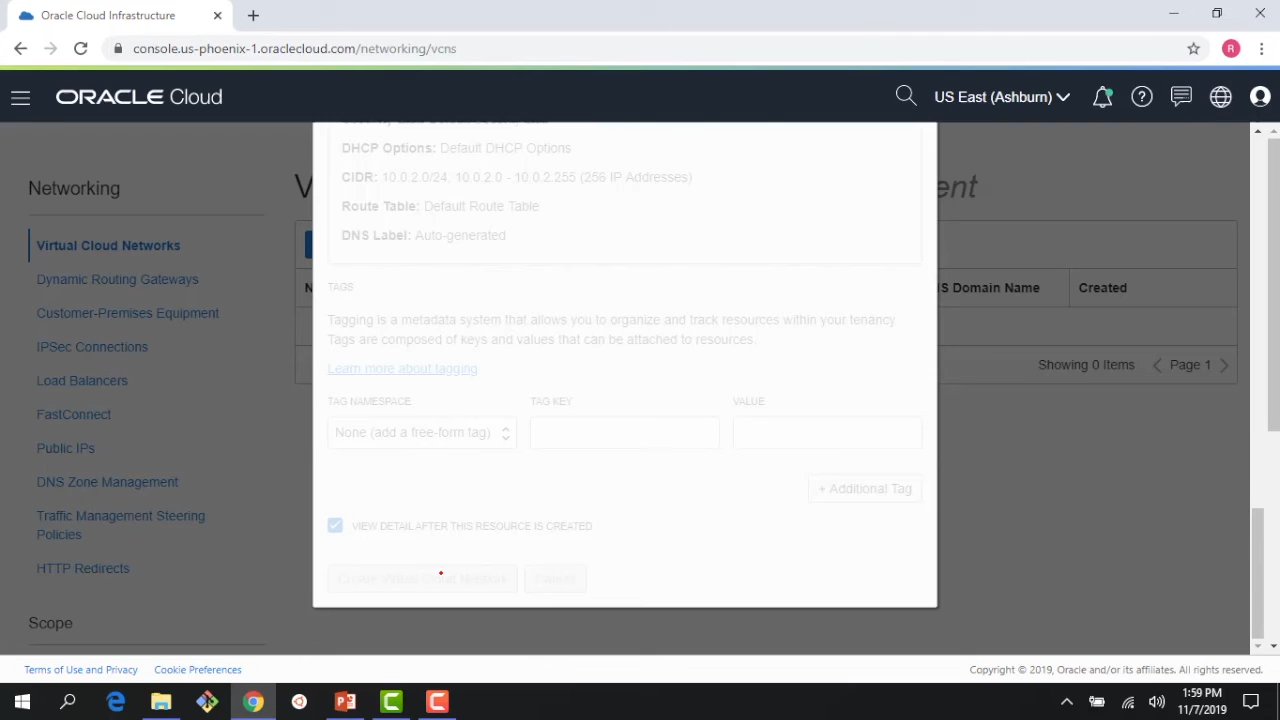 Oracle Cloud Infrastructure
console.us-phoenix-1.oraclecloud.com/networking/vcns
R
ORACLE Cloud
US East (Ashburn)
Networking
Virtual Cloud Networks
Dynamic Routing Gateways
Customer-Premises Equipment
IPSec Connections
Load Balancers
FastConnect
Public IPs
DNS Zone Management
Traffic Management Steering
Policies
HTTP Redirects
Scope
DHCP Options: Default DHCP Options
CIDR: 10.0.2.0/24, 10.0.2.0 - 10.0.2.255 (256 IP Addresses)
Route Table: Default Route Table
DNS Label: Auto-generated
TAGS
Tagging is a metadata system that allows you to organize and track resources within your tenancy.
Tags are composed of keys and values that can be attached to resources.
Learn more about tagging
TAG NAMESPACE
TAG KEY
VALUE
None (add a free-form tag)
+ Additional Tag
VIEW DETAIL AFTER THIS RESOURCE IS CREATED
Create Virtual Cloud Network
Cancel
Domain Name
Created
Showing 0 Items
Page 1
Terms of Use and Privacy
Cookie Preferences
Copyright © 2019, Oracle and/or its affiliates. All rights reserved.
1:59 PM
11/7/2019